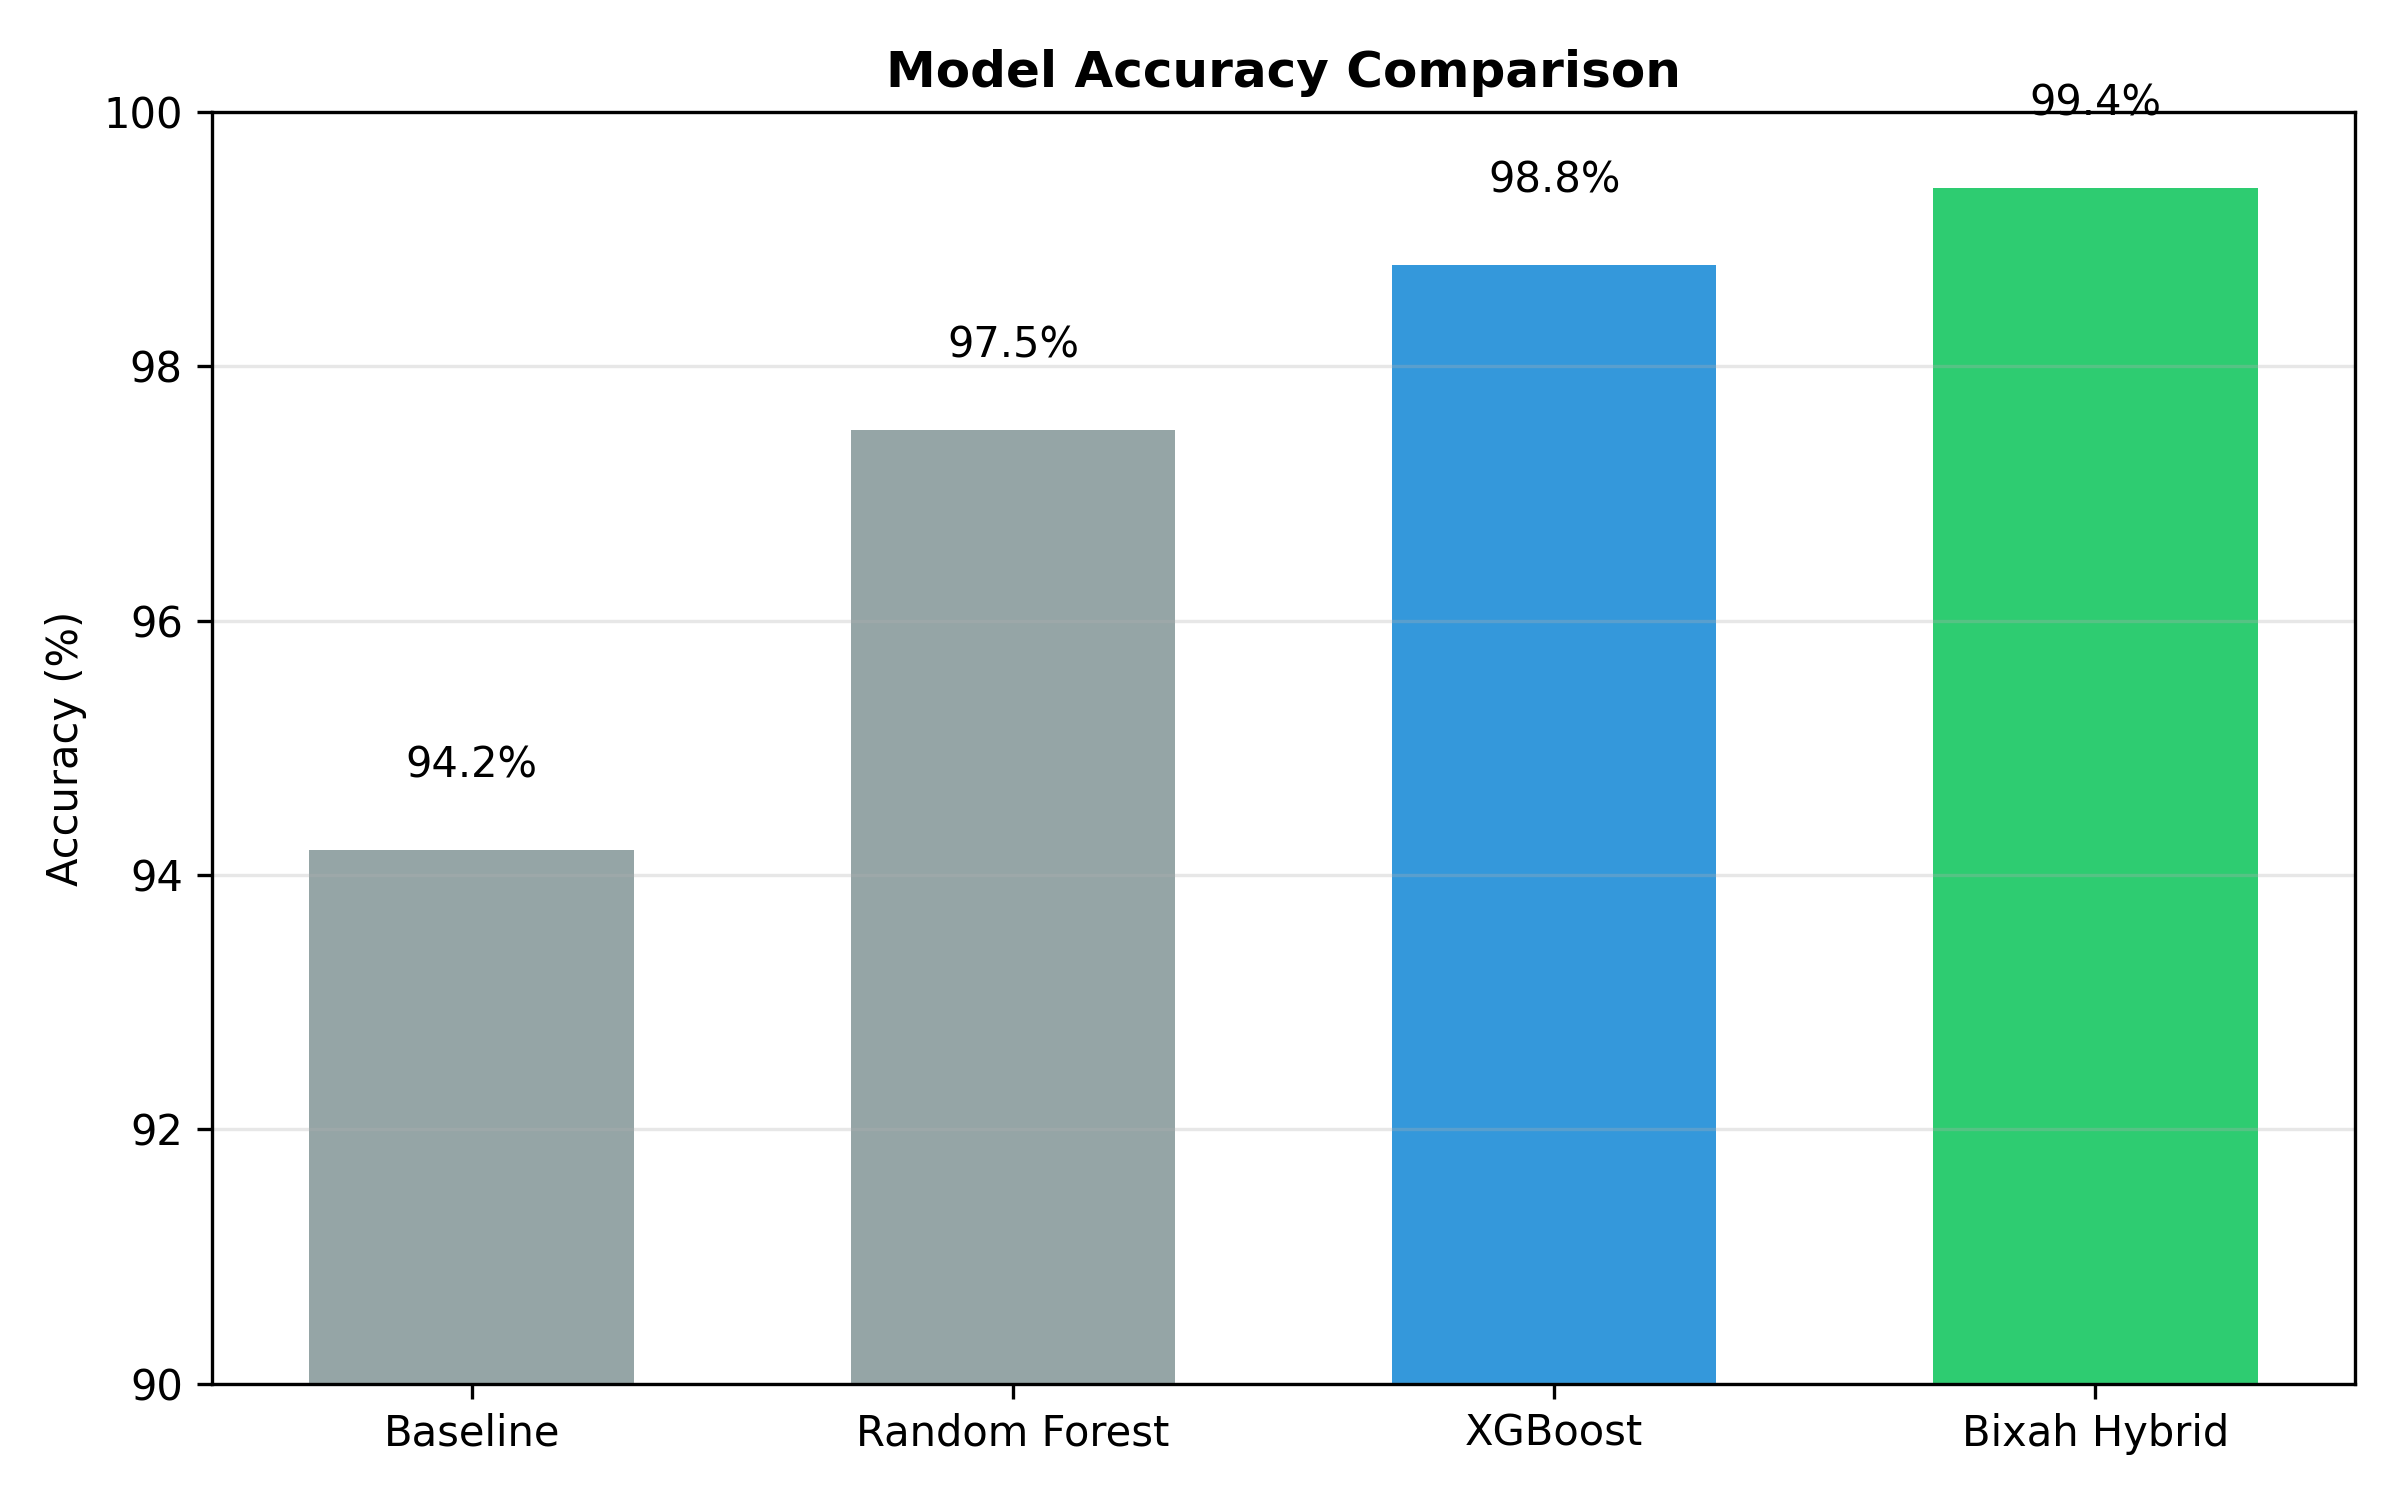 Model Accuracy Comparison
99.4%
100
98.8%
97.5%
98
96
Accuracy (%)
94.2%
94
92
90
Baseline
Random Forest
XGBoost
Bixah Hybrid